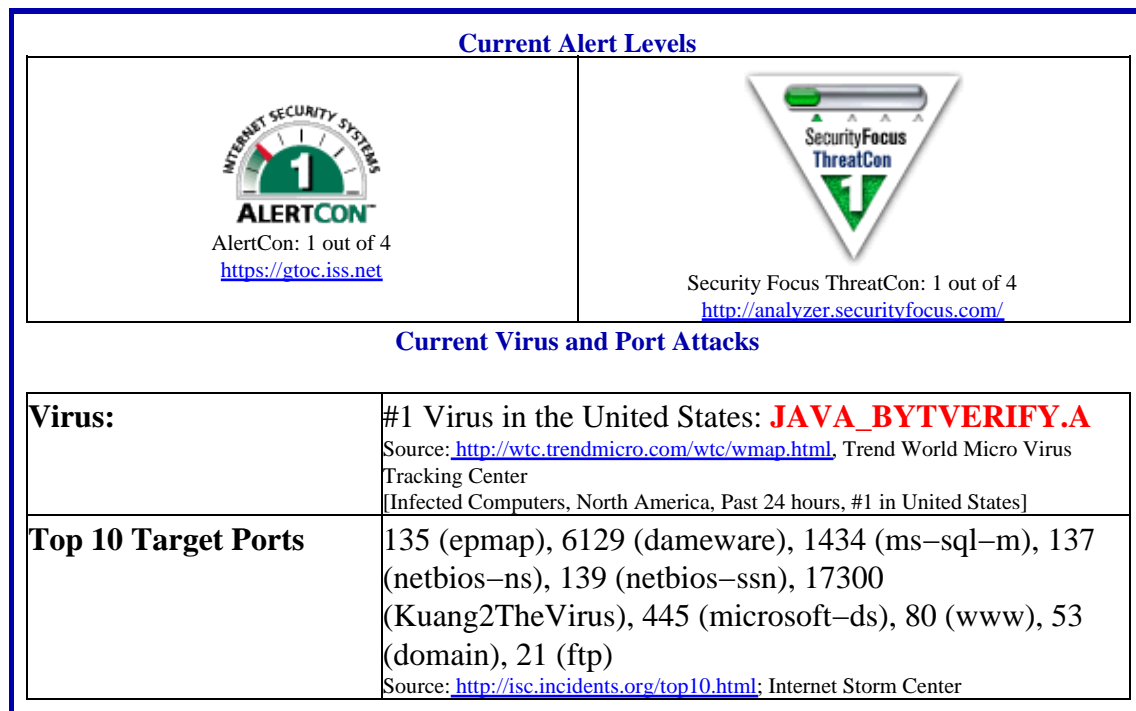 Current Alert Levels
INTERNET SECURITY SYSTEMS
1
ALERTCON™
AlertCon: 1 out of 4
https://gtoc.iss.net
SecurityFocus
ThreatCon
1
Security Focus ThreatCon: 1 out of 4
http://analyzer.securityfocus.com/
Current Virus and Port Attacks
Virus:
#1 Virus in the United States: JAVA_BYTVERIFY.A
Source: http://wtc.trendmicro.com/wtc/wmap.html, Trend World Micro Virus
Tracking Center
[Infected Computers, North America, Past 24 hours, #1 in United States]
Top 10 Target Ports
135 (epmap), 6129 (dameware), 1434 (ms−sql−m), 137
(netbios−ns), 139 (netbios−ssn), 17300
(Kuang2TheVirus), 445 (microsoft−ds), 80 (www), 53
(domain), 21 (ftp)
Source: http://isc.incidents.org/top10.html; Internet Storm Center